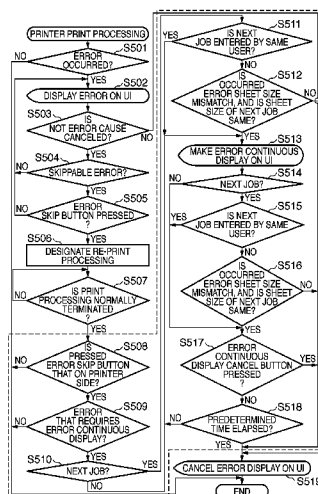 PRINTER PRINT PROCESSING
S501
ERROR
OCCURRED?
NO
YES
S502
DISPLAY ERROR ON UI
S503
IS
NOT ERROR CAUSE
CANCELED?
NO
YES
S504
SKIPPABLE ERROR?
NO
YES
S505
ERROR
SKIP BUTTON PRESSED
?
NO
YES
S506
DESIGNATE RE-PRINT
PROCESSING
S507
IS PRINT
PROCESSING NORMALLY
TERMINATED
?
NO
YES
S508
IS
PRESSED
ERROR SKIP BUTTON
THAT ON PRINTER
SIDE?
NO
YES
S509
ERROR
THAT REQUIRES
ERROR CONTINUOUS
DISPLAY?
NO
YES
S510
NEXT JOB?
YES
NO
S511
IS NEXT
JOB ENTERED BY SAME
USER?
YES
NO
S512
IS
OCCURRED
ERROR SHEET SIZE
MISMATCH, AND IS SHEET
SIZE OF NEXT JOB
SAME?
NO
YES
S513
MAKE ERROR CONTINUOUS
DISPLAY ON UI
S514
NEXT JOB?
NO
YES
S515
IS NEXT
JOB ENTERED BY SAME
USER?
YES
NO
S516
IS
OCCURRED
ERROR SHEET SIZE
MISMATCH, AND IS SHEET
SIZE OF NEXT JOB
SAME?
NO
YES
S517
ERROR
CONTINUOUS
DISPLAY CANCEL BUTTON
PRESSED
?
YES
NO
S518
PREDETERMINED
TIME ELAPSED?
NO
YES
CANCEL ERROR DISPLAY ON UI
S519
END